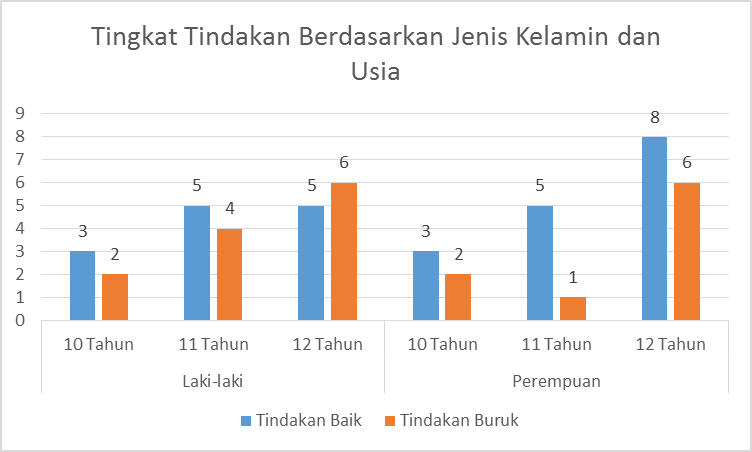 Tingkat Tindakan Berdasarkan Jenis Kelamin dan
Usia
9
8
7
6
5
4
3
2
1
0
3 2 5 4 5 6 3 2 5 1 8 6
10 Tahun 11 Tahun 12 Tahun 10 Tahun 11 Tahun 12 Tahun
Laki-laki Perempuan
Tindakan Baik Tindakan Buruk